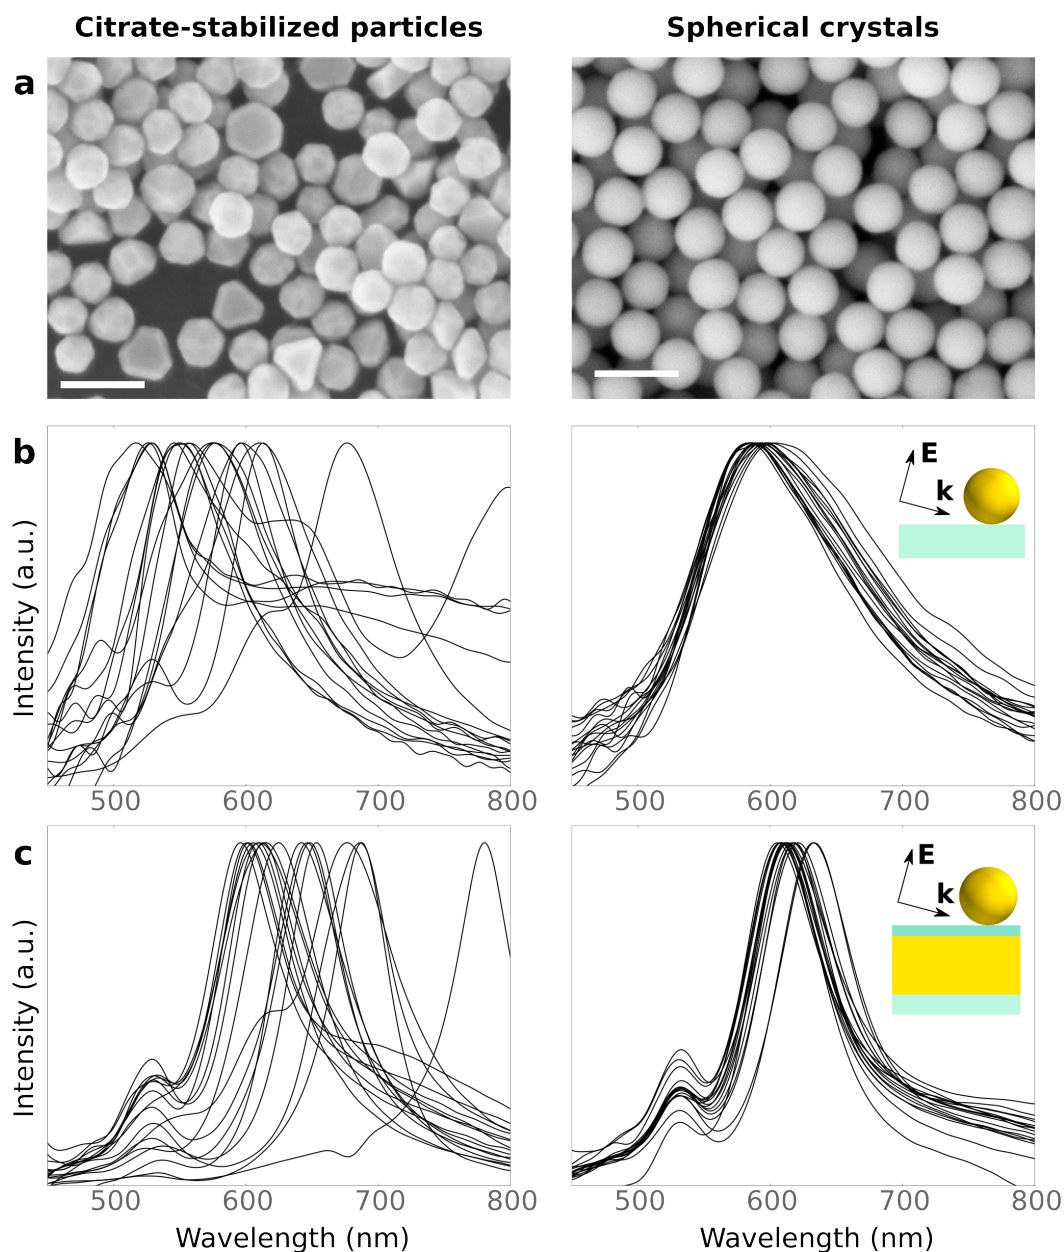 Citrate-stabilized particles
Spherical crystals
a
b
Intensity (a.u.)
500 600 700 800
E
k
500 600 700 800
c
Intensity (a.u.)
500 600 700 800
Wavelength (nm)
E
k
500 600 700 800
Wavelength (nm)